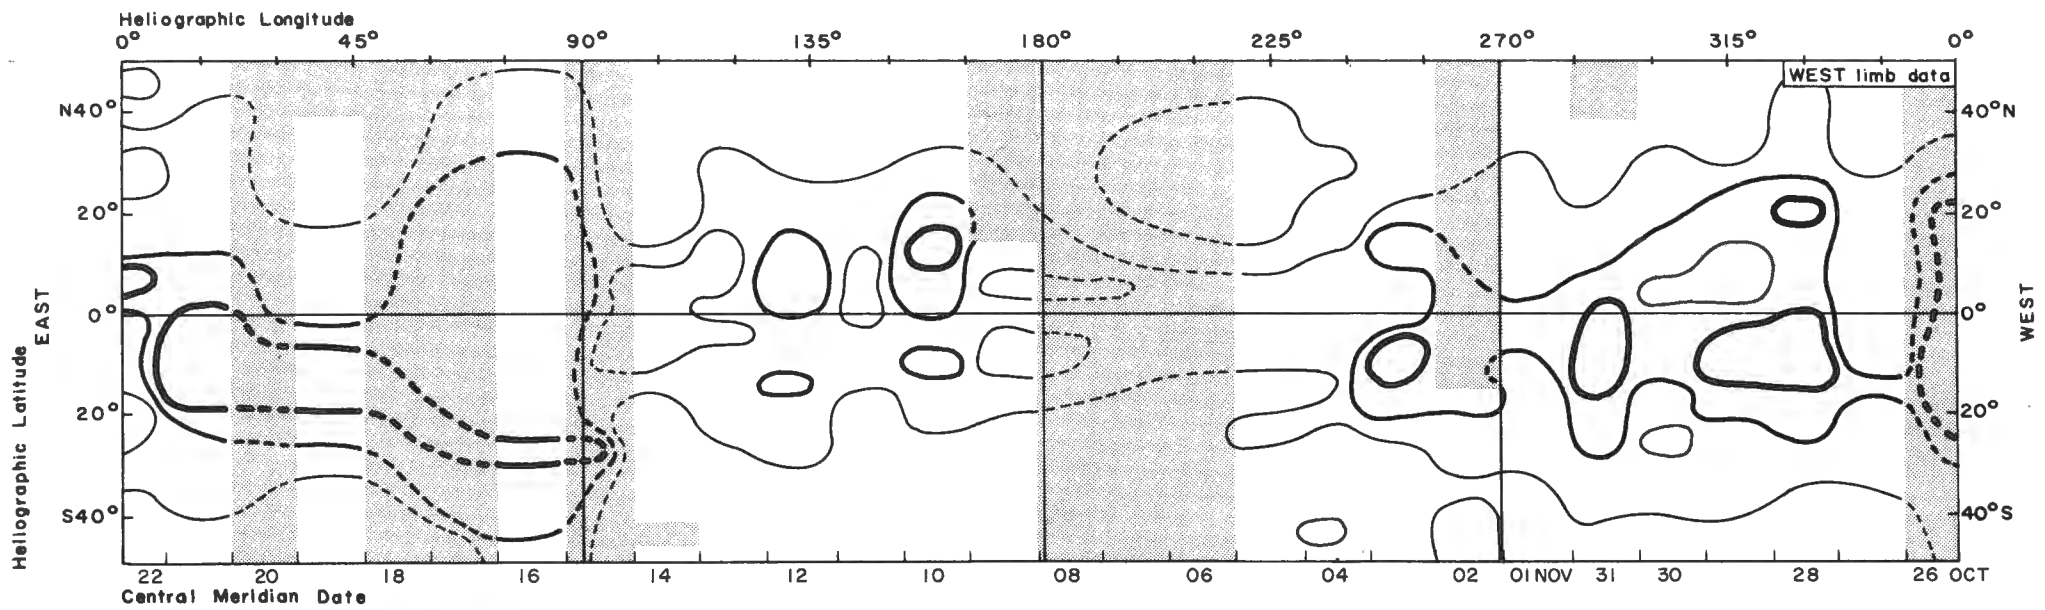 Heliographic Longitude
0° 45° 90° 135° 180° 225° 270° 315° 0°
WEST limb data
N40° 40°N
20° 20°
0° 0°
20° 20°
S40° 40°S
EAST
WEST
Heliographic Latitude
22 20 18 16 14 12 10 08 06 04 02 01 NOV 31 30 28 26 OCT
Central Meridian Date